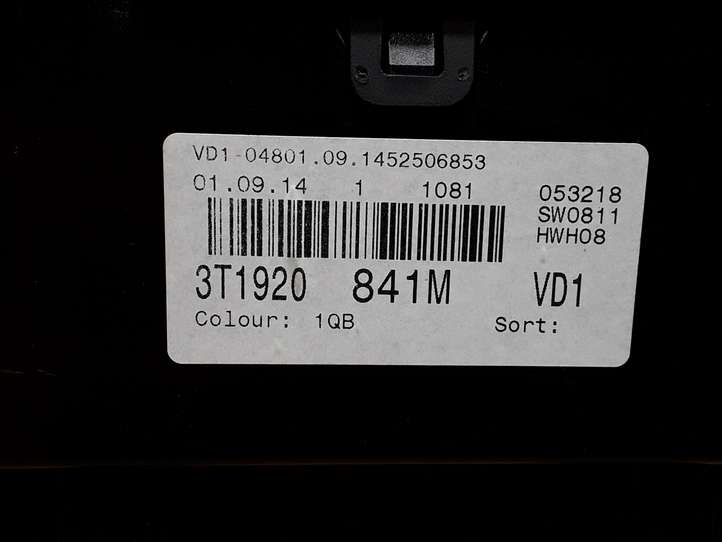 VD1-04801.09.1452506853
01.09.14 1 1081 053218
SW0811
HWH08
3T1920 841M VD1
Colour: 1QB Sort: